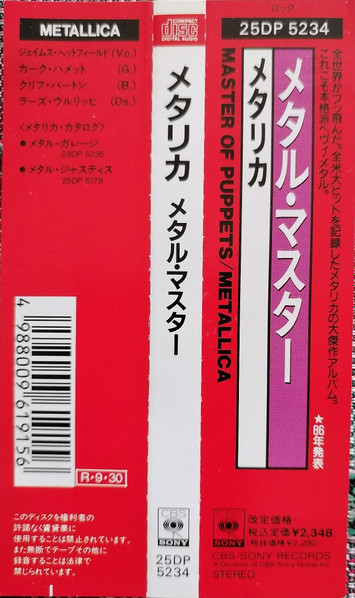 METALLICA
ジェイムス・ヘットフィールド(Vo.)
カーク・ハメット (G.)
クリフ・バートン (B.)
ラーズ・ウルリッヒ (Ds.)
〈メタリカ・カタログ〉
●メタル・ガレージ
23DP 5235
●メタル・ジャスティス
25DP 5178
4 988009 619156
R・9・30
このディスクを権利者の
許諾なく賃貸業に
使用することは禁止されています。
また無断でテープその他に
録音することは法律で
禁じられています。
COMPACT
disc
DIGITAL AUDIO
メタリカ メタル・マスター
CBS
SONY
25DP
5234
ロック
25DP 5234
全世界がブッ飛んだ。全米大ヒットを記録したメタリカの大傑作アルバム。
これこそ本格派ヘヴィ・メタル。
★86年発表
メタル・マスター
メタリカ
MASTER OF PUPPETS/METALLICA
CBS
SONY
改定価格
税込定価¥2,348
(税抜価格¥2,280)
CBS/SONY RECORDS
A Division of CBS/Sony Group Inc.
STEREO